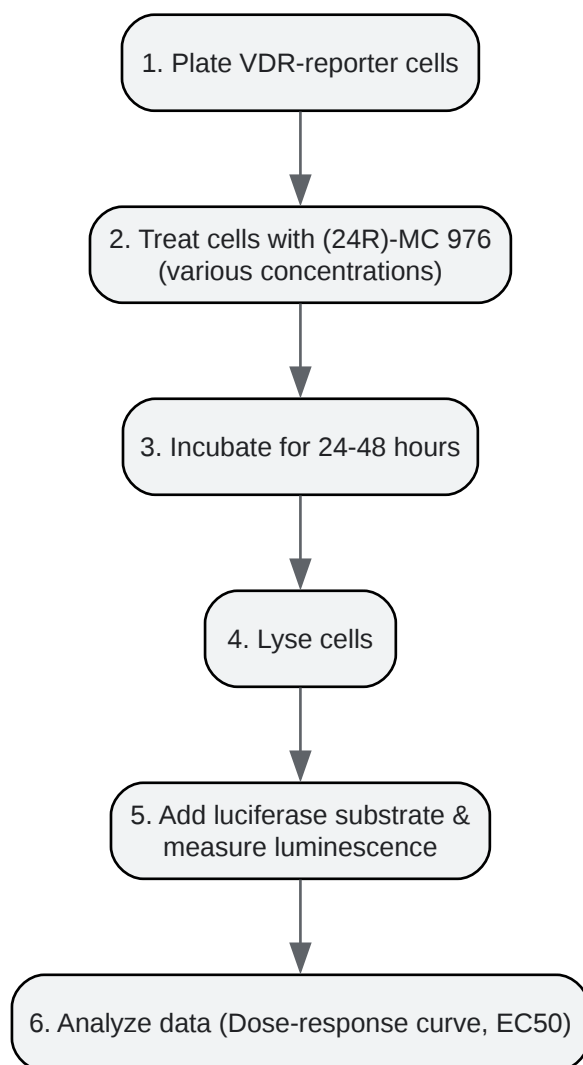 1. Plate VDR-reporter cells
2. Treat cells with (24R)-MC 976
(various concentrations)
3. Incubate for 24-48 hours
4. Lyse cells
5. Add luciferase substrate &
measure luminescence
6. Analyze data (Dose-response curve, EC50)